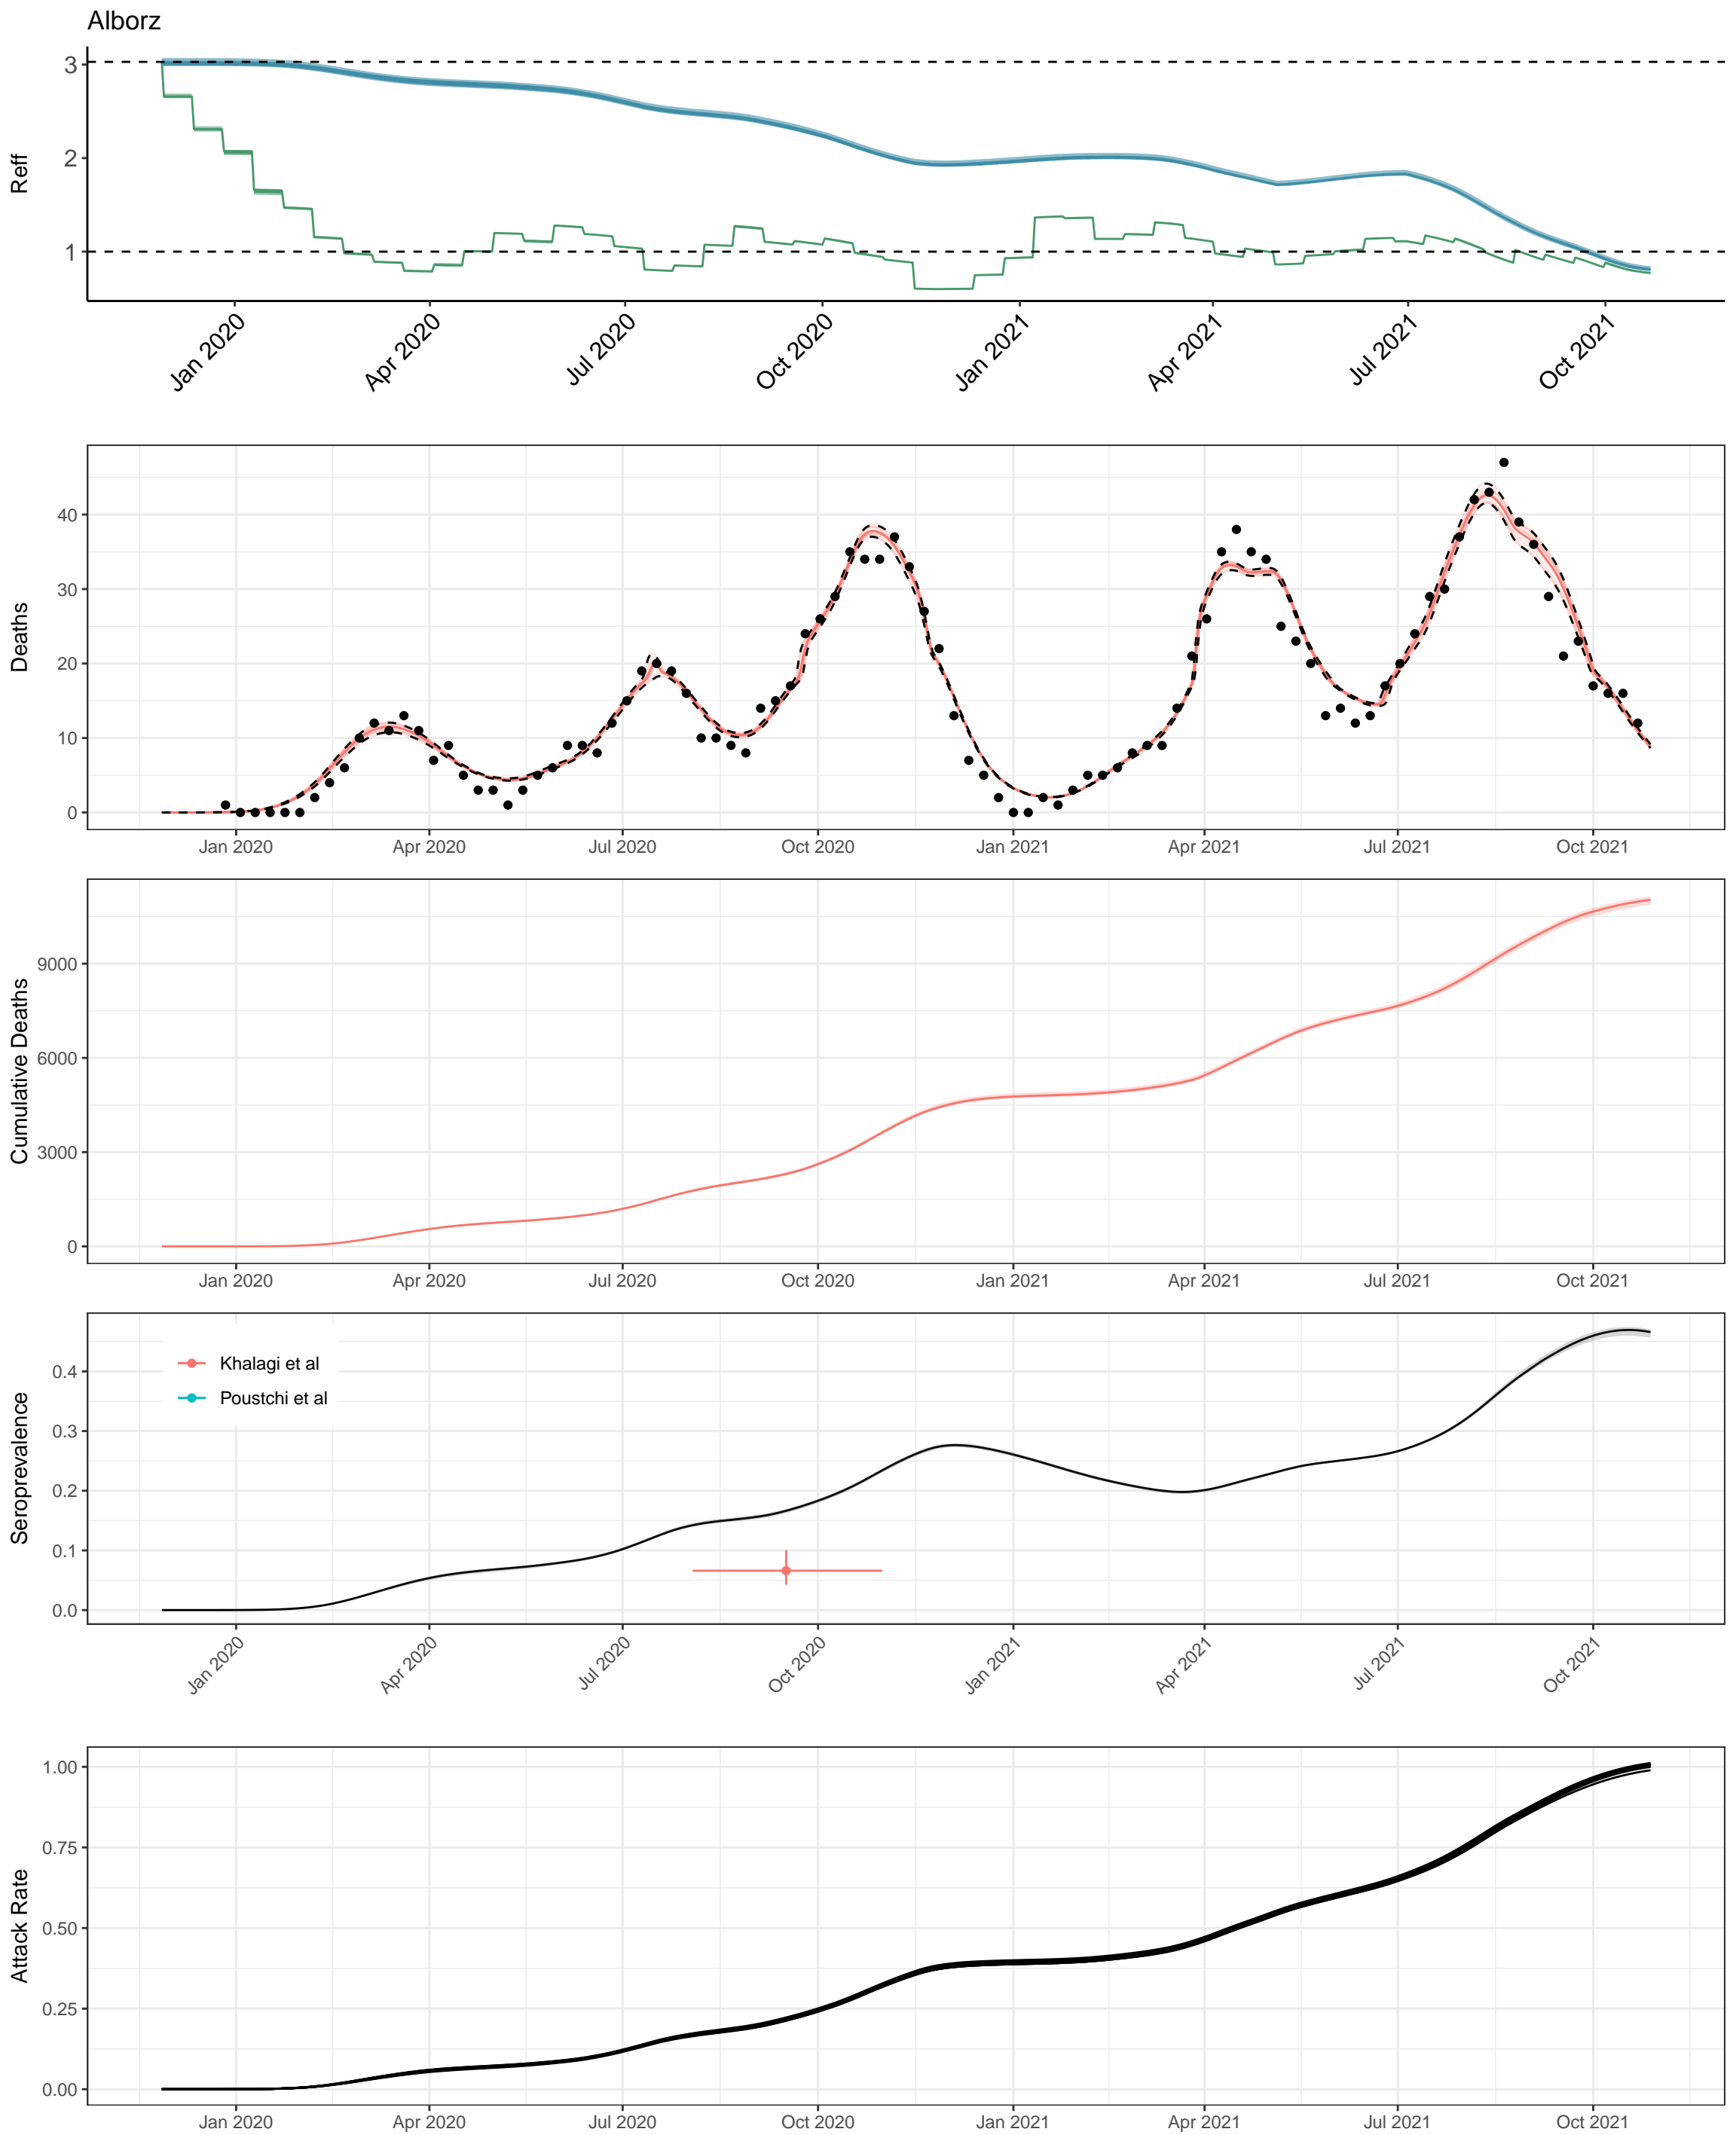 Alborz
Reff
3
2
1
Jan 2020
Apr 2020
Jul 2020
Oct 2020
Jan 2021
Apr 2021
Jul 2021
Oct 2021
Deaths
40
30
20
10
0
Jan 2020
Apr 2020
Jul 2020
Oct 2020
Jan 2021
Apr 2021
Jul 2021
Oct 2021
Cumulative Deaths
9000
6000
3000
0
Jan 2020
Apr 2020
Jul 2020
Oct 2020
Jan 2021
Apr 2021
Jul 2021
Oct 2021
Seroprevalence
0.4
0.3
0.2
0.1
0.0
Khalagi et al
Poustchi et al
Jan 2020
Apr 2020
Jul 2020
Oct 2020
Jan 2021
Apr 2021
Jul 2021
Oct 2021
Attack Rate
1.00
0.75
0.50
0.25
0.00
Jan 2020
Apr 2020
Jul 2020
Oct 2020
Jan 2021
Apr 2021
Jul 2021
Oct 2021